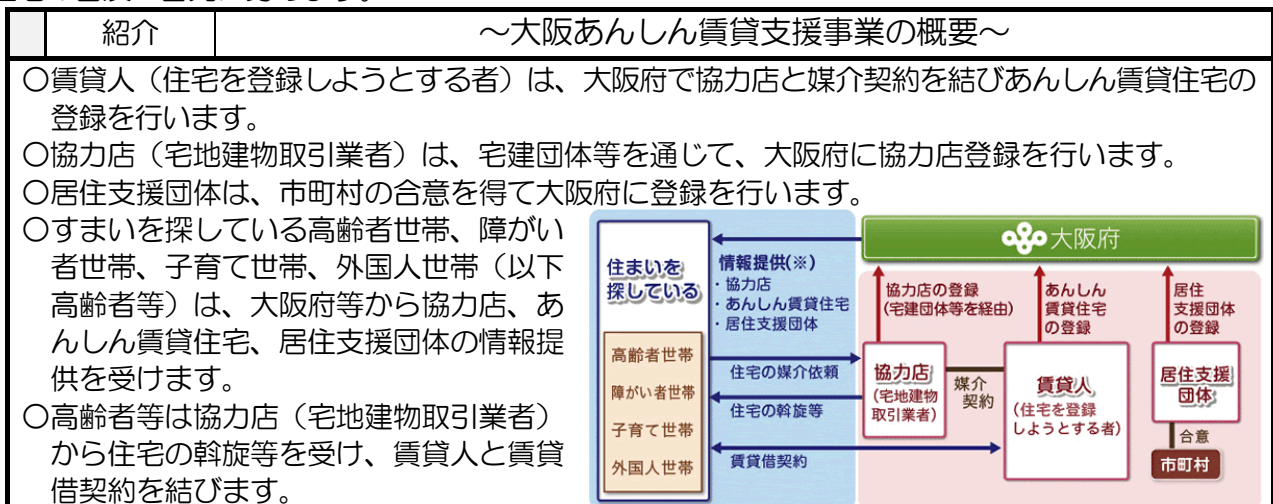 紹介
～大阪あんしん賃貸支援事業の概要～
〇賃貸人（住宅を登録しようとする者）は、大阪府で協力店と媒介契約を結びあんしん賃貸住宅の
登録を行います。
〇協力店（宅地建物取引業者）は、宅建団体等を通じて、大阪府に協力店登録を行います。
〇居住支援団体は、市町村の合意を得て大阪府に登録を行います。
〇すまいを探している高齢者世帯、障がい
者世帯、子育て世帯、外国人世帯（以下
高齢者等）は、大阪府等から協力店、あ
んしん賃貸住宅、居住支援団体の情報提
供を受けます。
〇高齢者等は協力店（宅地建物取引業者）
から住宅の斡旋等を受け、賃貸人と賃貸
借契約を結びます。
大阪府
住まいを
探している
情報提供(※)
・協力店
・あんしん賃貸住宅
・居住支援団体
協力店の登録
(宅建団体等を経由)
あんしん
賃貸住宅
の登録
居住
支援団体
の登録
高齢者世帯
障がい者世帯
子育て世帯
外国人世帯
住宅の媒介依頼
住宅の斡旋等
賃貸借契約
協力店
(宅地建物
取引業者)
媒介
契約
賃貸人
(住宅を登録
しようとする者)
居住支援
団体
合意
市町村